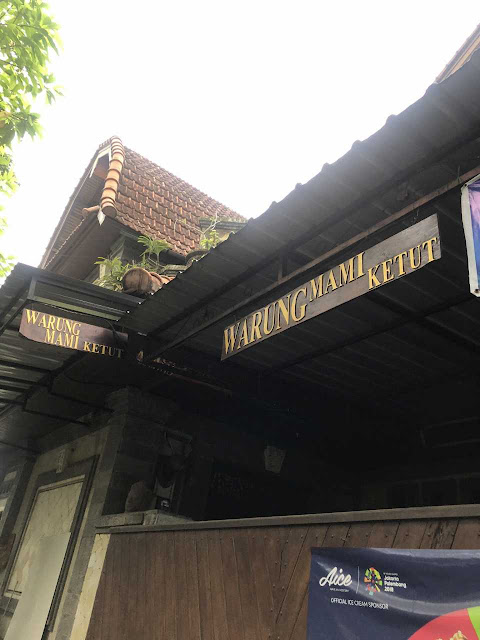 WARUNG
MAMI KETUT
WARUNG MAMI KETUT
Aice
Jakarta
Palembang
2018
OFFICIAL ICE CREAM SPONSOR